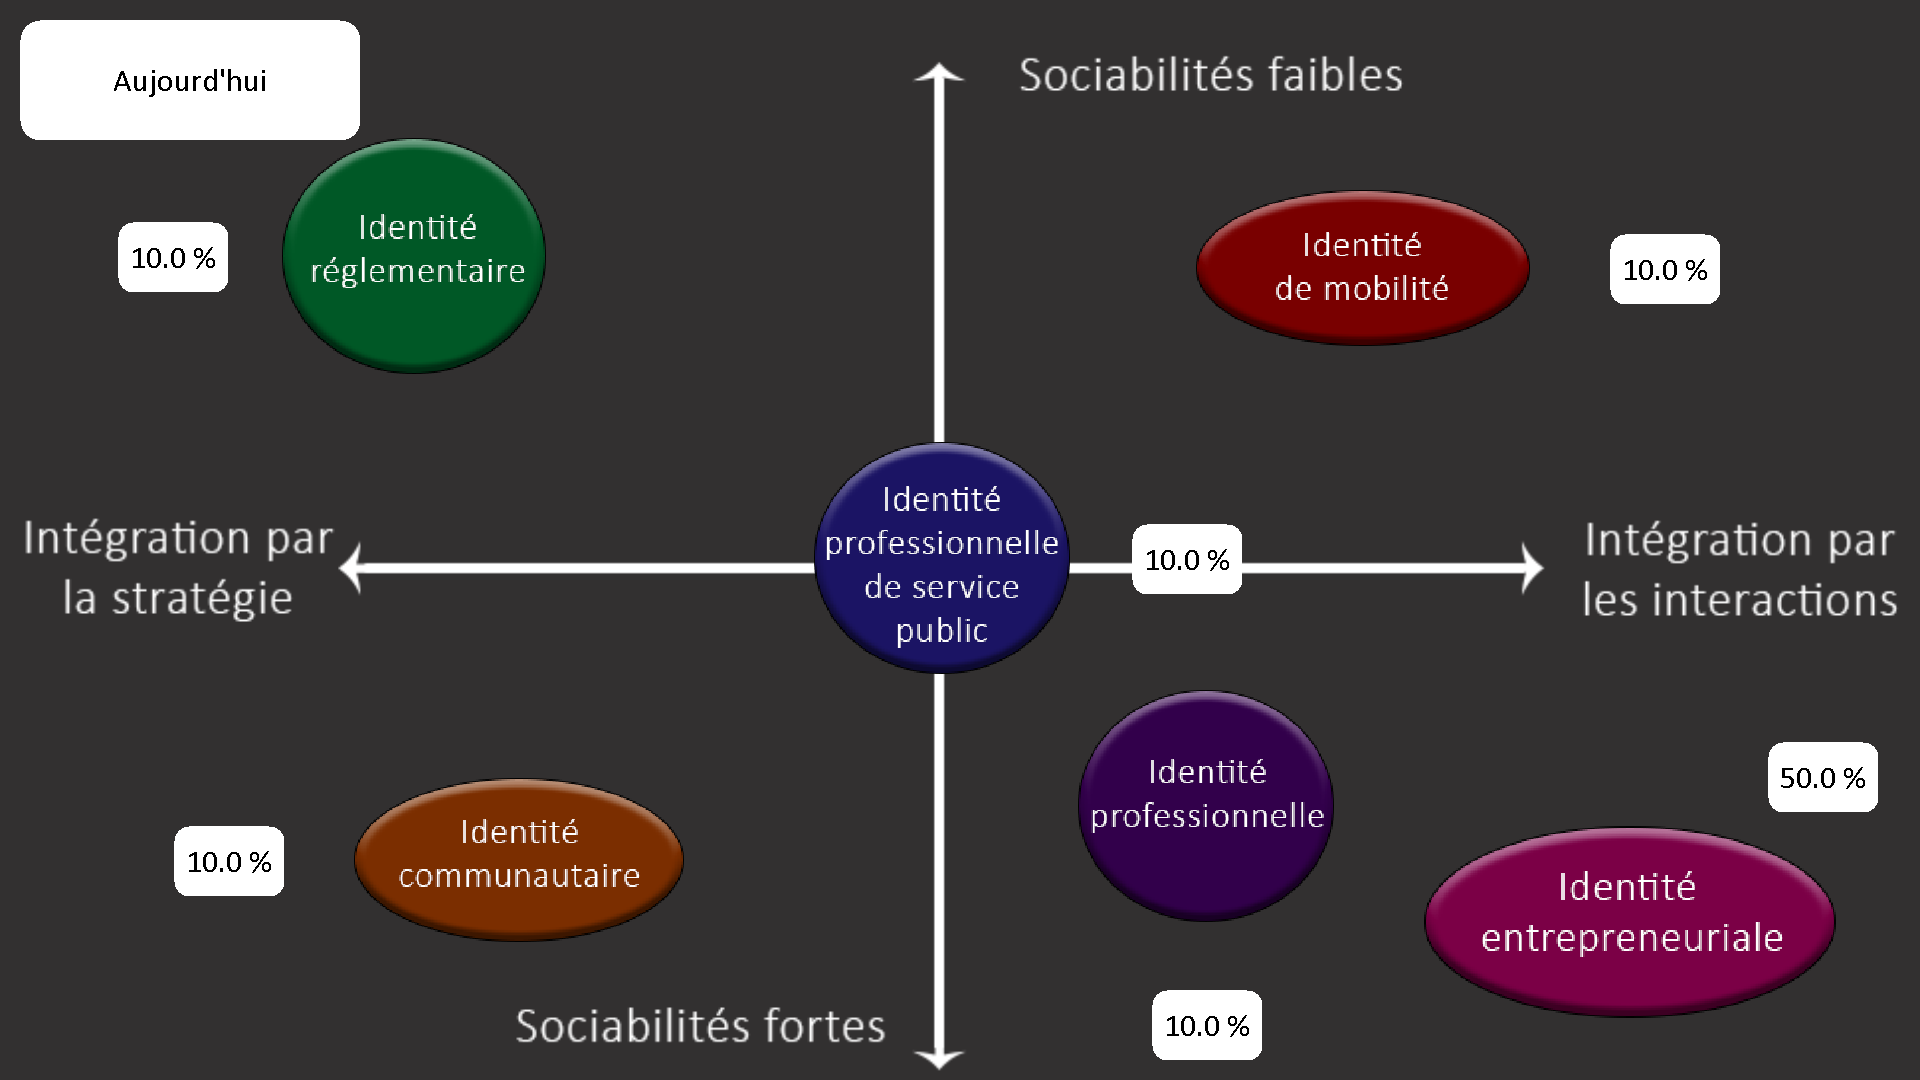 Aujourd'hui
Sociabilités faibles
Identité
réglementaire
10.0 %
Identité
de mobilité
10.0 %
Intégration par
la stratégie
Identité
professionnelle
de service
public
10.0 %
Intégration par
les interactions
Identité
communautaire
10.0 %
Identité
professionnelle
10.0 %
50.0 %
Identité
entrepreneuriale
Sociabilités fortes